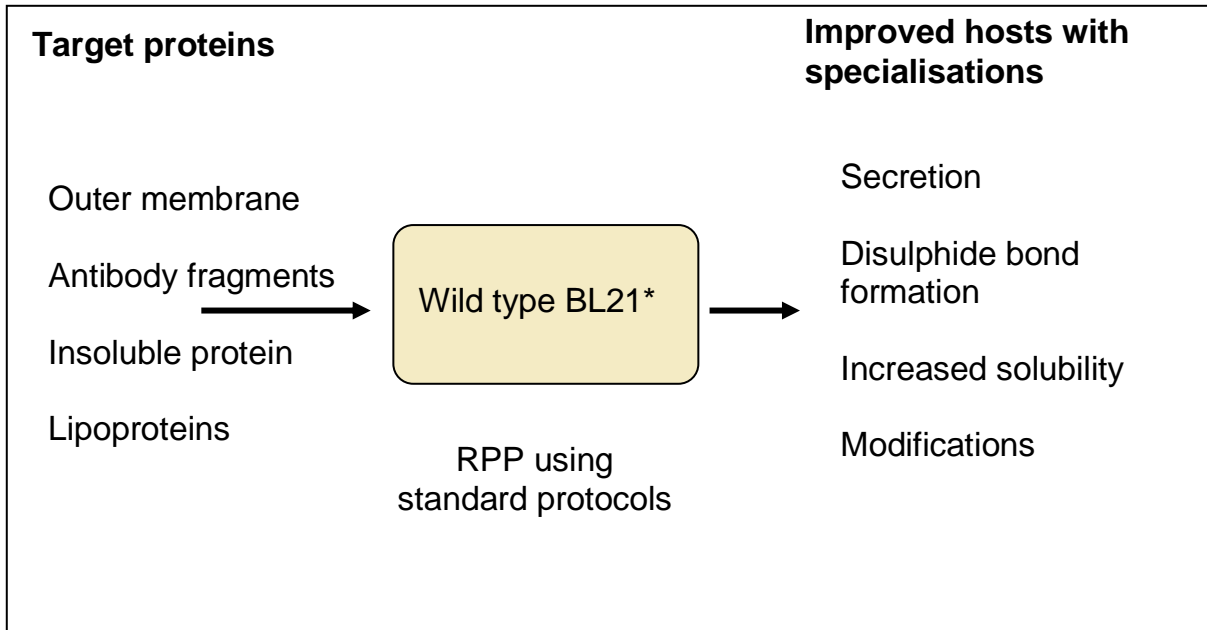 Target proteins
Outer membrane
Antibody fragments
Insoluble protein
Lipoproteins
Wild type BL21*
RPP using
standard protocols
Improved hosts with
specialisations
Secretion
Disulphide bond
formation
Increased solubility
Modifications